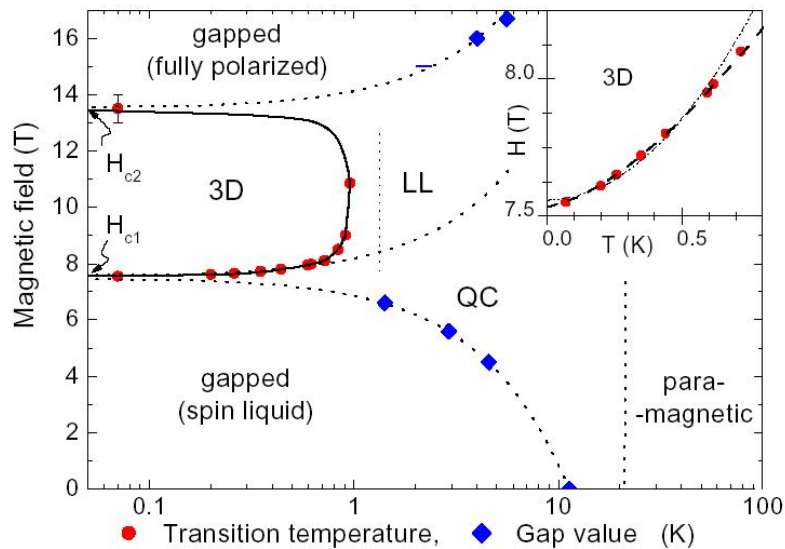 16
14
12
10
8
6
4
2
0
Magnetic field (T)
gapped
(fully polarized)
H_c2
3D
LL
H_c1
QC
gapped
(spin liquid)
para-
-magnetic
0.1
1
10
100
Transition temperature, Gap value (K)
3D
8.0
7.5
H (T)
0.0
0.5
T (K)